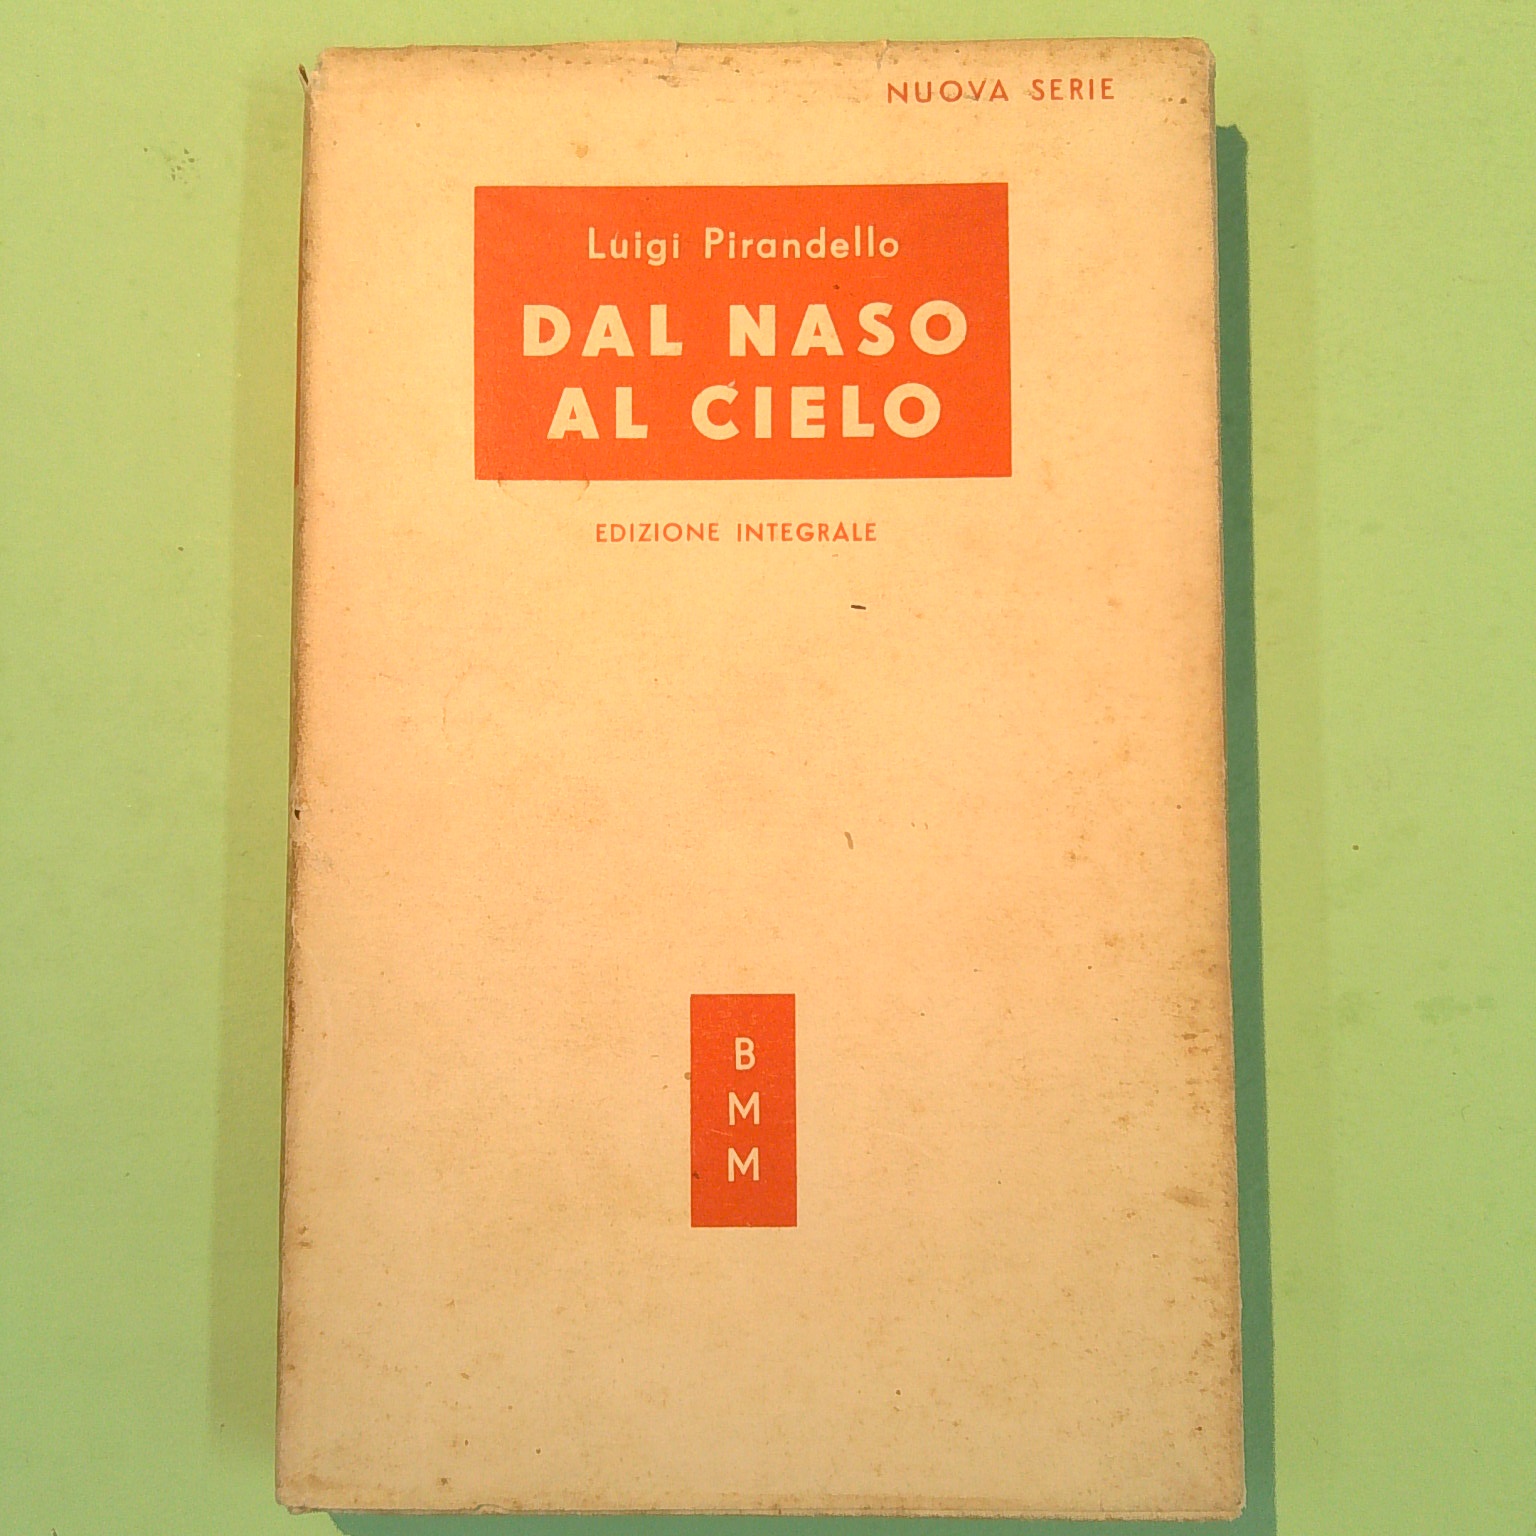 NUOVA SERIE
Luigi Pirandello
DAL NASO
AL CIELO
EDIZIONE INTEGRALE
B
M
M